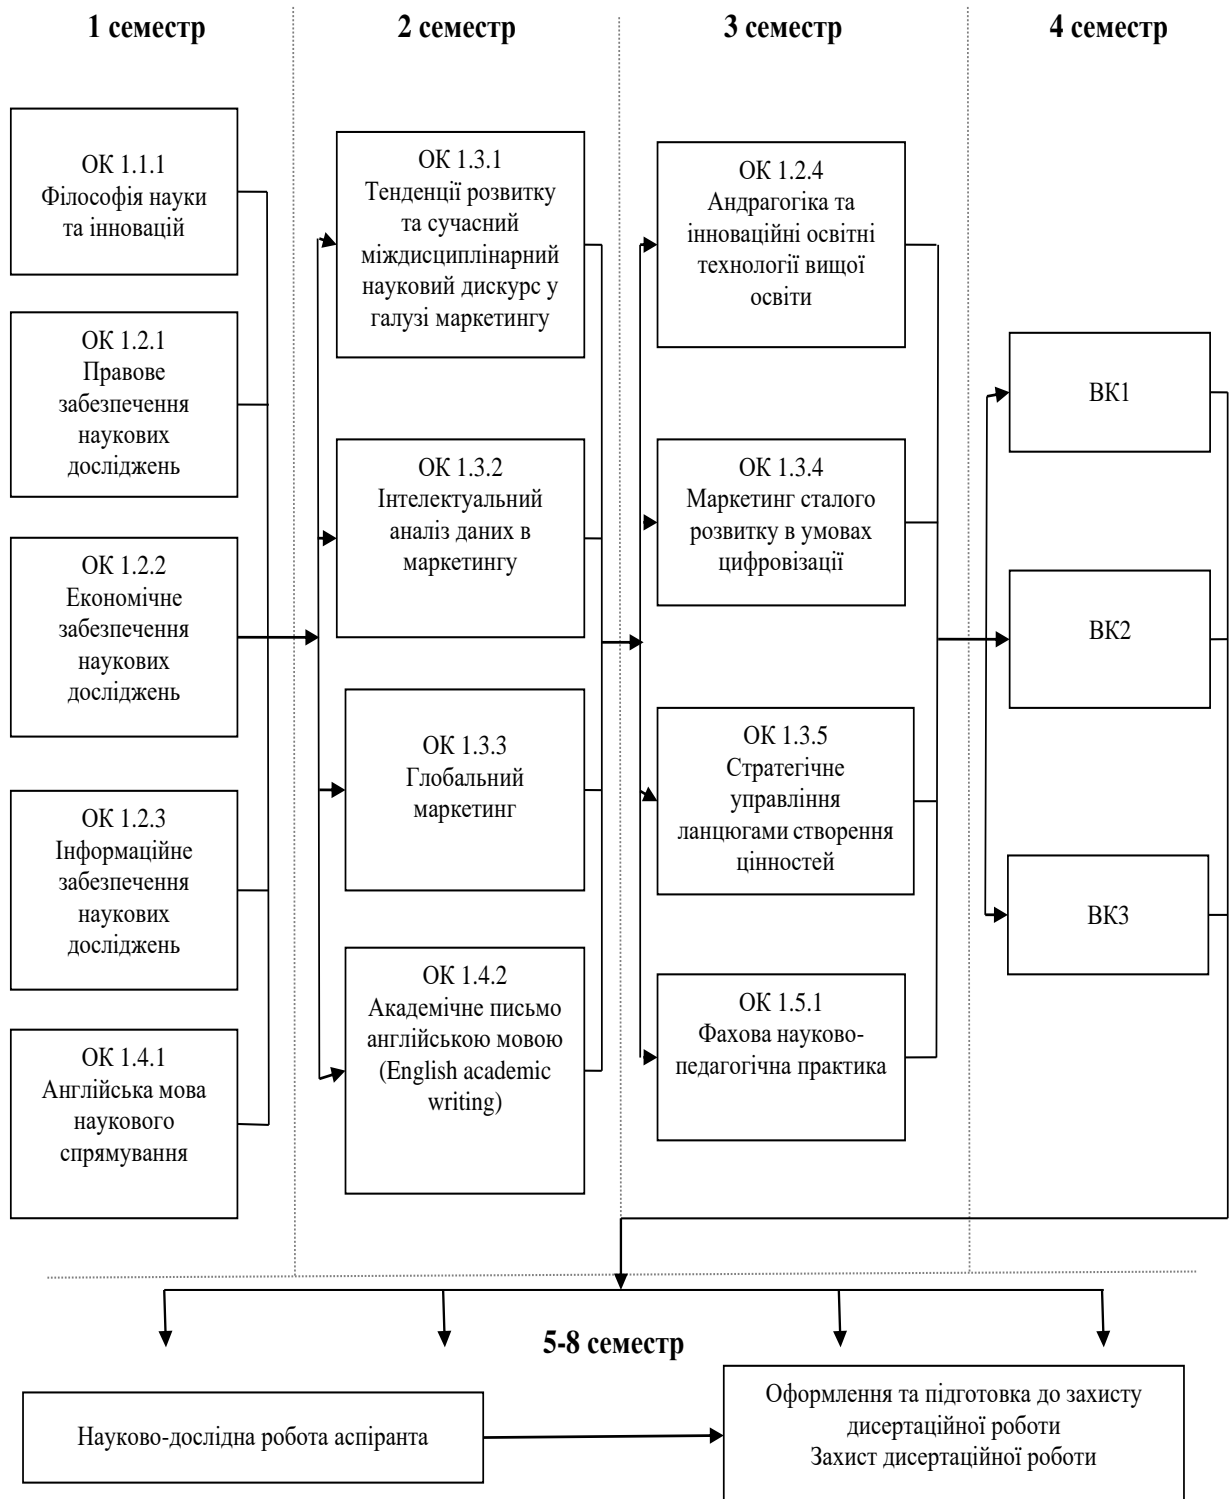 1 семестр
2 семестр
3 семестр
4 семестр
ОК 1.1.1
Філософія науки
та інновацій
ОК 1.2.1
Правове
забезпечення
наукових
досліджень
ОК 1.2.2
Економічне
забезпечення
наукових
досліджень
ОК 1.2.3
Інформаційне
забезпечення
наукових
досліджень
ОК 1.4.1
Англійська мова
наукового
спрямування
ОК 1.3.1
Тенденції розвитку
та сучасний
міждисциплінарний
науковий дискурс у
галузі маркетингу
ОК 1.3.2
Інтелектуальний
аналіз даних в
маркетингу
ОК 1.3.3
Глобальний
маркетинг
ОК 1.4.2
Академічне письмо
англійською мовою
(English academic
writing)
ОК 1.2.4
Андрагогіка та
інноваційні освітні
технології вищої
освіти
ОК 1.3.4
Маркетинг сталого
розвитку в умовах
цифровізації
ОК 1.3.5
Стратегічне
управління
ланцюгами створення
цінностей
ОК 1.5.1
Фахова науково-
педагогічна практика
ВК1
ВК2
ВК3
5-8 семестр
Науково-дослідна робота аспіранта
Оформлення та підготовка до захисту
дисертаційної роботи
Захист дисертаційної роботи